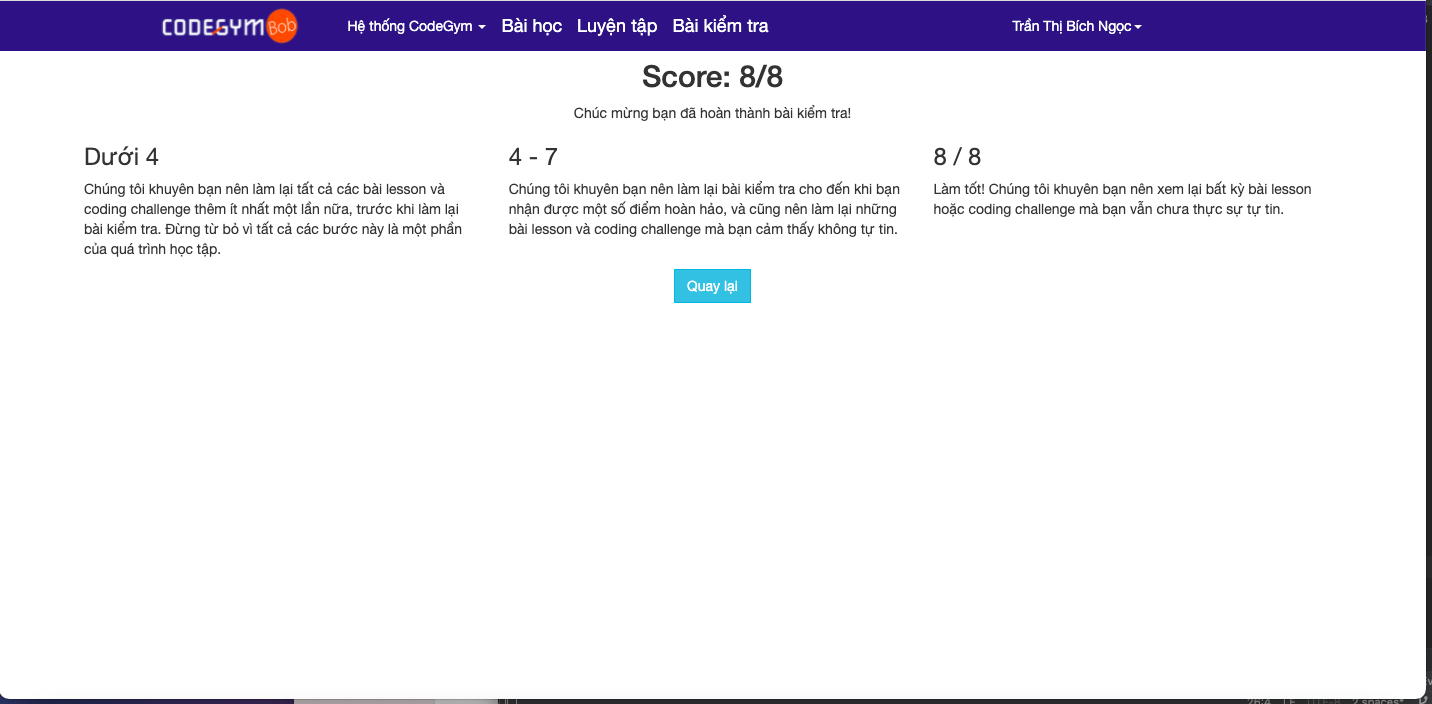 CODEGYM Bob
Hệ thống CodeGym
Bài học
Luyện tập
Bài kiểm tra
Trần Thị Bích Ngọc
Score: 8/8
Chúc mừng bạn đã hoàn thành bài kiểm tra!
Dưới 4
Chúng tôi khuyên bạn nên làm lại tất cả các bài lesson và
coding challenge thêm ít nhất một lần nữa, trước khi làm lại
bài kiểm tra. Đừng từ bỏ vì tất cả các bước này là một phần
của quá trình học tập.
4 - 7
Chúng tôi khuyên bạn nên làm lại bài kiểm tra cho đến khi bạn
nhận được một số điểm hoàn hảo, và cũng nên làm lại những
bài lesson và coding challenge mà bạn cảm thấy không tự tin.
8 / 8
Làm tốt! Chúng tôi khuyên bạn nên xem lại bất kỳ bài lesson
hoặc coding challenge mà bạn vẫn chưa thực sự tự tin.
Quay lại